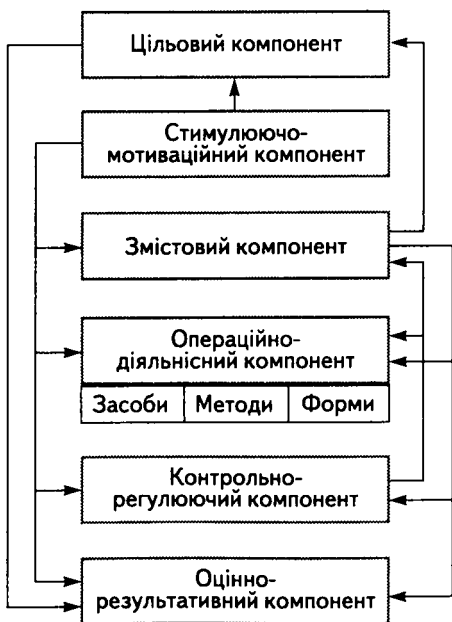 Цільовий компонент
Стимулюючо-
мотиваційний компонент
Змістовий компонент
Операційно-
діяльнісний компонент
Засоби Методи Форми
Контрольно-
регулюючий компонент
Оцінно-
результативний компонент